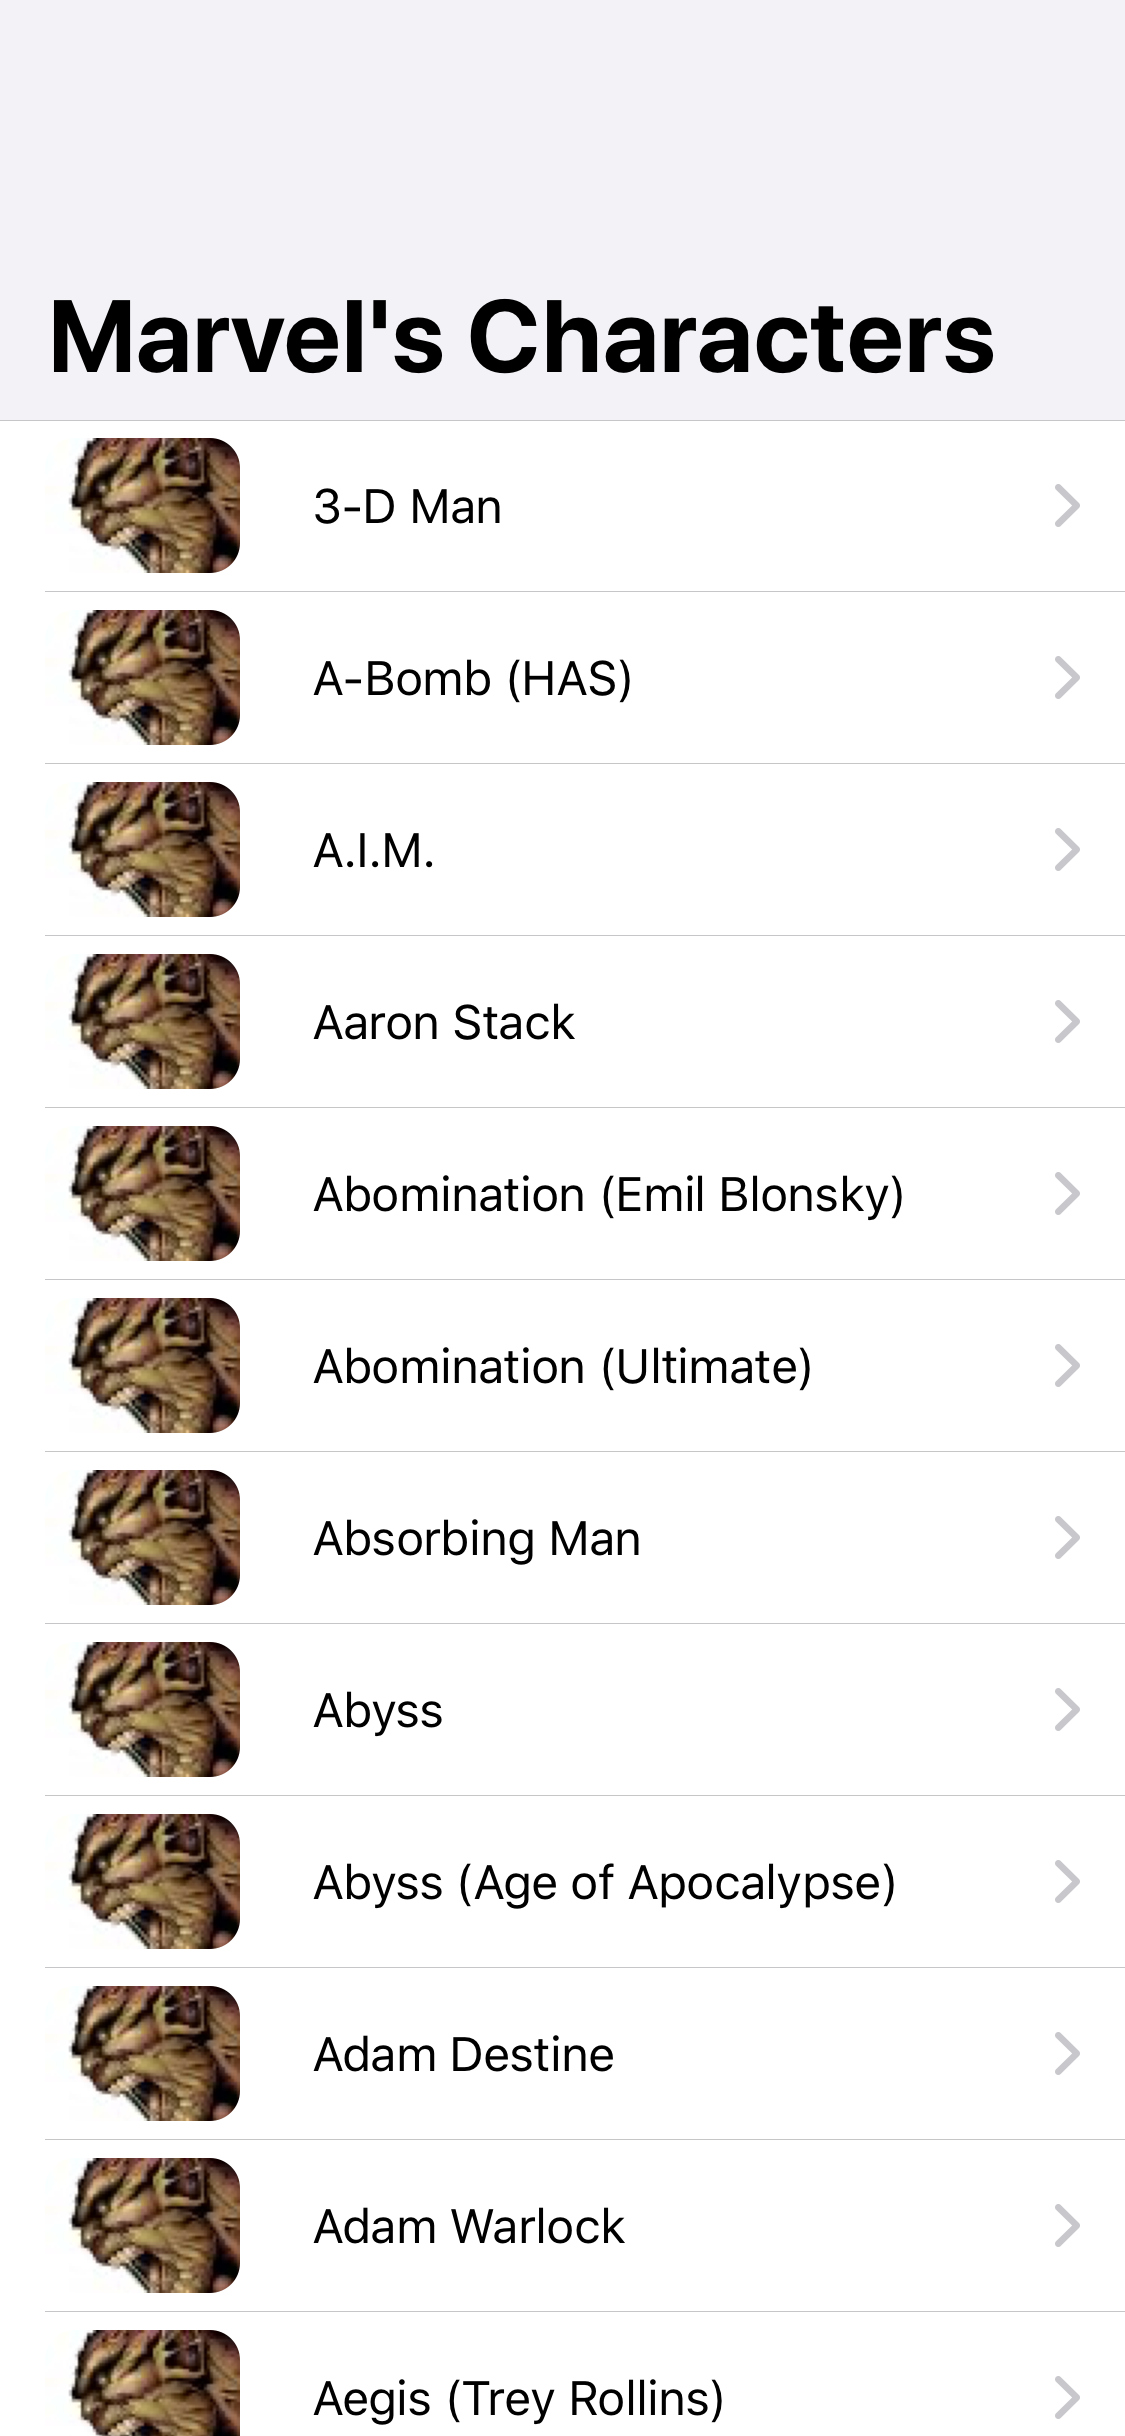 Marvel's Characters
3-D Man
A-Bomb (HAS)
A.I.M.
Aaron Stack
Abomination (Emil Blonsky)
Abomination (Ultimate)
Absorbing Man
Abyss
Abyss (Age of Apocalypse)
Adam Destine
Adam Warlock
Aegis (Trey Rollins)